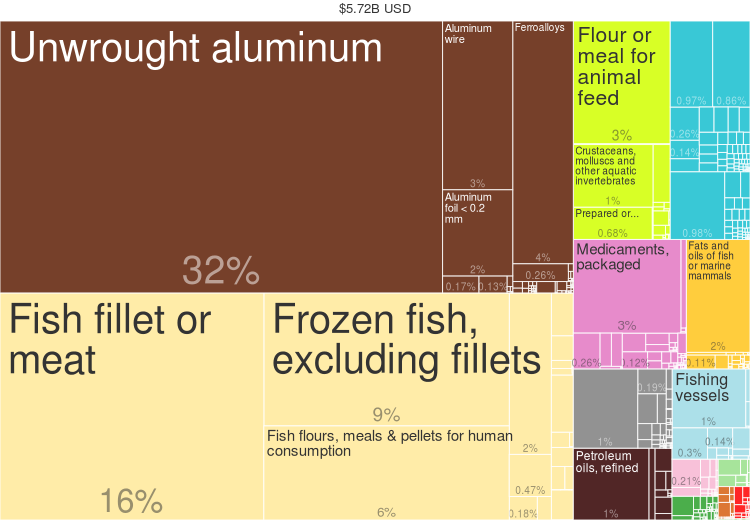 $5.72B USD
Unwrought aluminum
32%
Aluminum
wire
3%
Aluminum
foil < 0.2
mm
2%
0.17%
0.13%
Ferroalloys
4%
0.26%
Flour or
meal for
animal
feed
3%
Crustaceans,
molluscs and
other aquatic
invertebrates
1%
Prepared or...
0.68%
0.97%
0.86%
0.26%
0.14%
0.98%
Fish fillet or
meat
16%
Frozen fish,
excluding fillets
9%
Fish flours, meals & pellets for human
consumption
6%
2%
0.47%
0.18%
Medicaments,
packaged
3%
0.26%
0.12%
Fats and
oils of fish
or marine
mammals
2%
0.11%
0.19%
1%
Fishing
vessels
1%
0.14%
0.3%
Petroleum
oils, refined
1%
0.21%